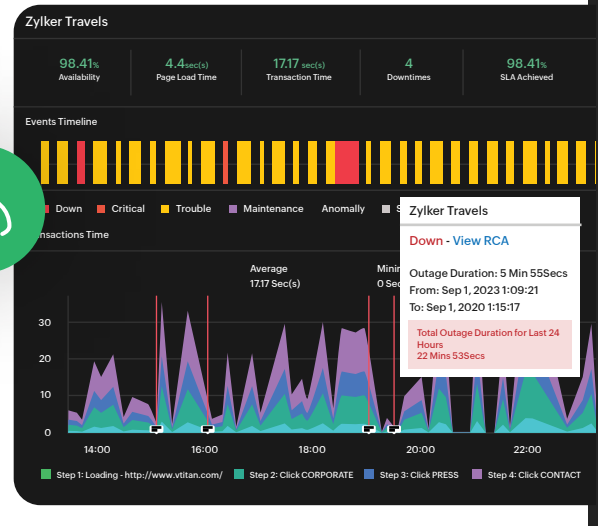 Zylker Travels
98.41% 4.4sec(s) 17.17 sec(s) 4 98.41%
Availability Page Load Time Transaction Time Downtimes SLA Achieved
Events Timeline
Down Critical Trouble Maintenance Anomally S
Zylker Travels
Down - View RCA
Outage Duration: 5 Min 55Secs
From: Sep 1, 2023 1:09:21
To: Sep 1, 2020 1:15:17
Total Outage Duration for Last 24
Hours
22 Mins 53Secs
nsactions Time
Average
17.17 Sec(s)
30
20
10
0
14:00 16:00 18:00 20:00 22:00
Step 1: Loading - http://www.vtitan.com/ Step 2: Click CORPORATE Step 3: Click PRESS Step 4: Click CONTACT